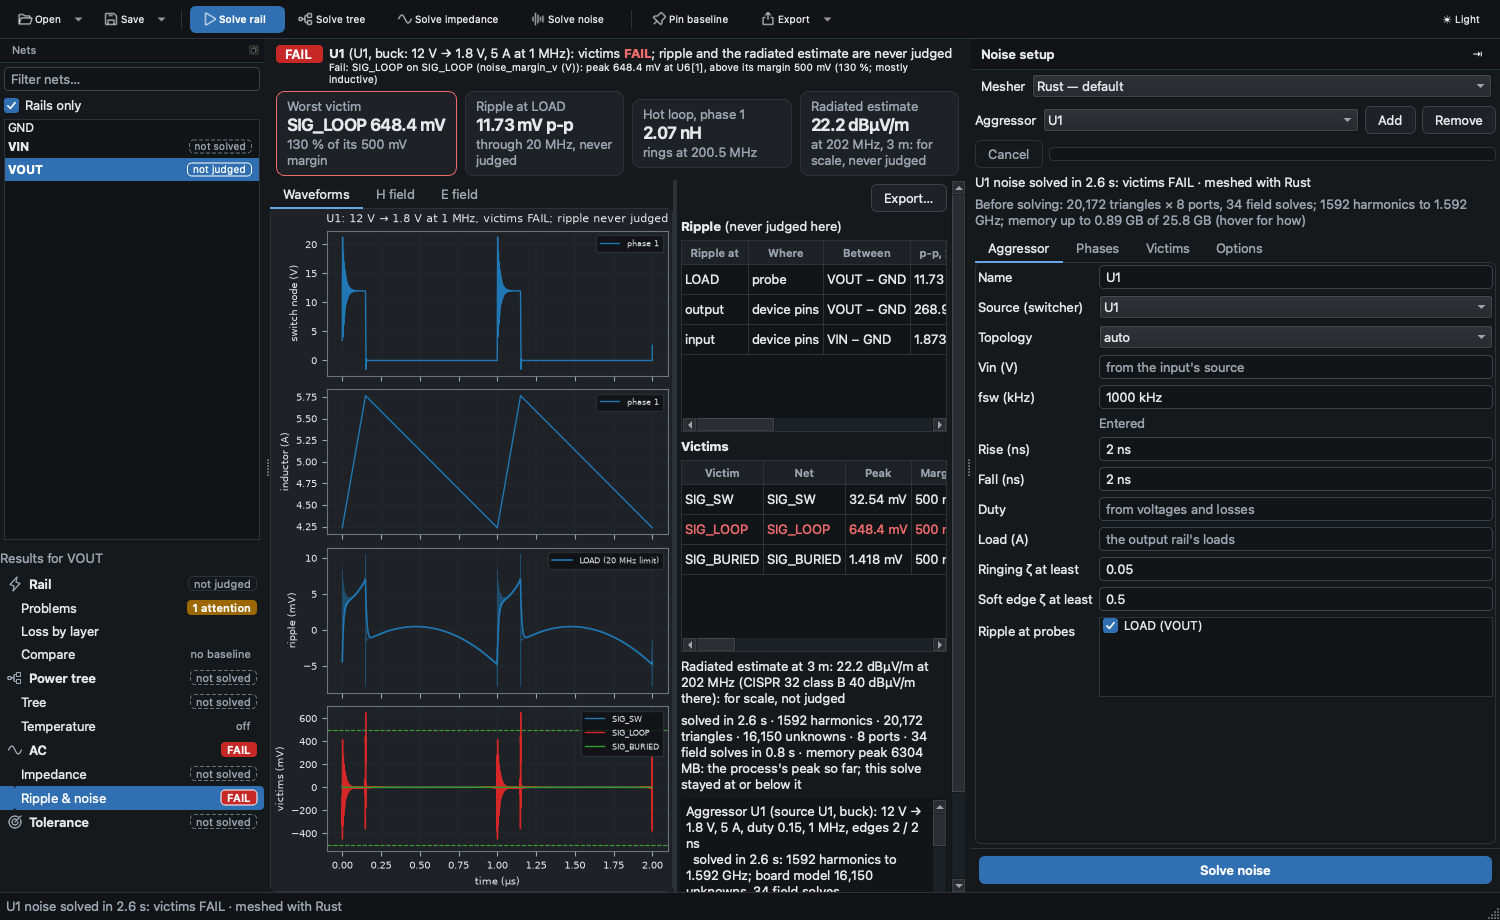 Open
Save
Solve rail
Solve tree
Solve impedance
Solve noise
Pin baseline
Export
Light
Nets
Filter nets...
Rails only
GND
VIN not solved
VOUT not judged
Results for VOUT
Rail not judged
Problems 1 attention
Loss by layer
Compare no baseline
Power tree not solved
Tree not solved
Temperature off
AC FAIL
Impedance not solved
Ripple & noise FAIL
Tolerance not solved
FAIL U1 (U1, buck: 12 V → 1.8 V, 5 A at 1 MHz): victims FAIL; ripple and the radiated estimate are never judged
Fail: SIG_LOOP on SIG_LOOP (noise_margin_v (V)): peak 648.4 mV at U6[1], above its margin 500 mV (130 %; mostly
inductive)
Worst victim
SIG_LOOP 648.4 mV
130 % of its 500 mV
margin
Ripple at LOAD
11.73 mV p-p
through 20 MHz, never
judged
Hot loop, phase 1
2.07 nH
rings at 200.5 MHz
Radiated estimate
22.2 dBµV/m
at 202 MHz, 3 m: for
scale, never judged
Waveforms H field E field
U1: 12 V → 1.8 V at 1 MHz, victims FAIL; ripple never judged
switch node (V)
20
15
10
5
0
phase 1
inductor (A)
5.75
5.50
5.25
5.00
4.75
4.50
4.25
phase 1
ripple (mV)
10
5
0
−5
LOAD (20 MHz limit)
victims (mV)
600
400
200
0
−200
−400
SIG_SW
SIG_LOOP
SIG_BURIED
0.00 0.25 0.50 0.75 1.00 1.25 1.50 1.75 2.00
time (µs)
Export...
Ripple (never judged here)
Ripple at Where Between p-p,
LOAD probe VOUT – GND 11.73
output device pins VOUT – GND 268.9
input device pins VIN – GND 1.873
Victims
Victim Net Peak Marg
SIG_SW SIG_SW 32.54 mV 500 r
SIG_LOOP SIG_LOOP 648.4 mV 500 r
SIG_BURIED SIG_BURIED 1.418 mV 500 r
Radiated estimate at 3 m: 22.2 dBµV/m at
202 MHz (CISPR 32 class B 40 dBµV/m
there): for scale, not judged
solved in 2.6 s · 1592 harmonics · 20,172
triangles · 16,150 unknowns · 8 ports · 34
field solves in 0.8 s · memory peak 6304
MB: the process's peak so far; this solve
stayed at or below it
Aggressor U1 (source U1, buck): 12 V →
1.8 V, 5 A, duty 0.15, 1 MHz, edges 2 / 2
ns
solved in 2.6 s: 1592 harmonics to
1.592 GHz; board model 16,150
unknowns, 34 field solves
Noise setup
Mesher Rust — default
Aggressor U1 Add Remove
Cancel
U1 noise solved in 2.6 s: victims FAIL · meshed with Rust
Before solving: 20,172 triangles × 8 ports, 34 field solves; 1592 harmonics to 1.592
GHz; memory up to 0.89 GB of 25.8 GB (hover for how)
Aggressor Phases Victims Options
Name U1
Source (switcher) U1
Topology auto
Vin (V) from the input's source
fsw (kHz) 1000 kHz
Entered
Rise (ns) 2 ns
Fall (ns) 2 ns
Duty from voltages and losses
Load (A) the output rail's loads
Ringing ζ at least 0.05
Soft edge ζ at least 0.5
Ripple at probes LOAD (VOUT)
Solve noise
U1 noise solved in 2.6 s: victims FAIL · meshed with Rust